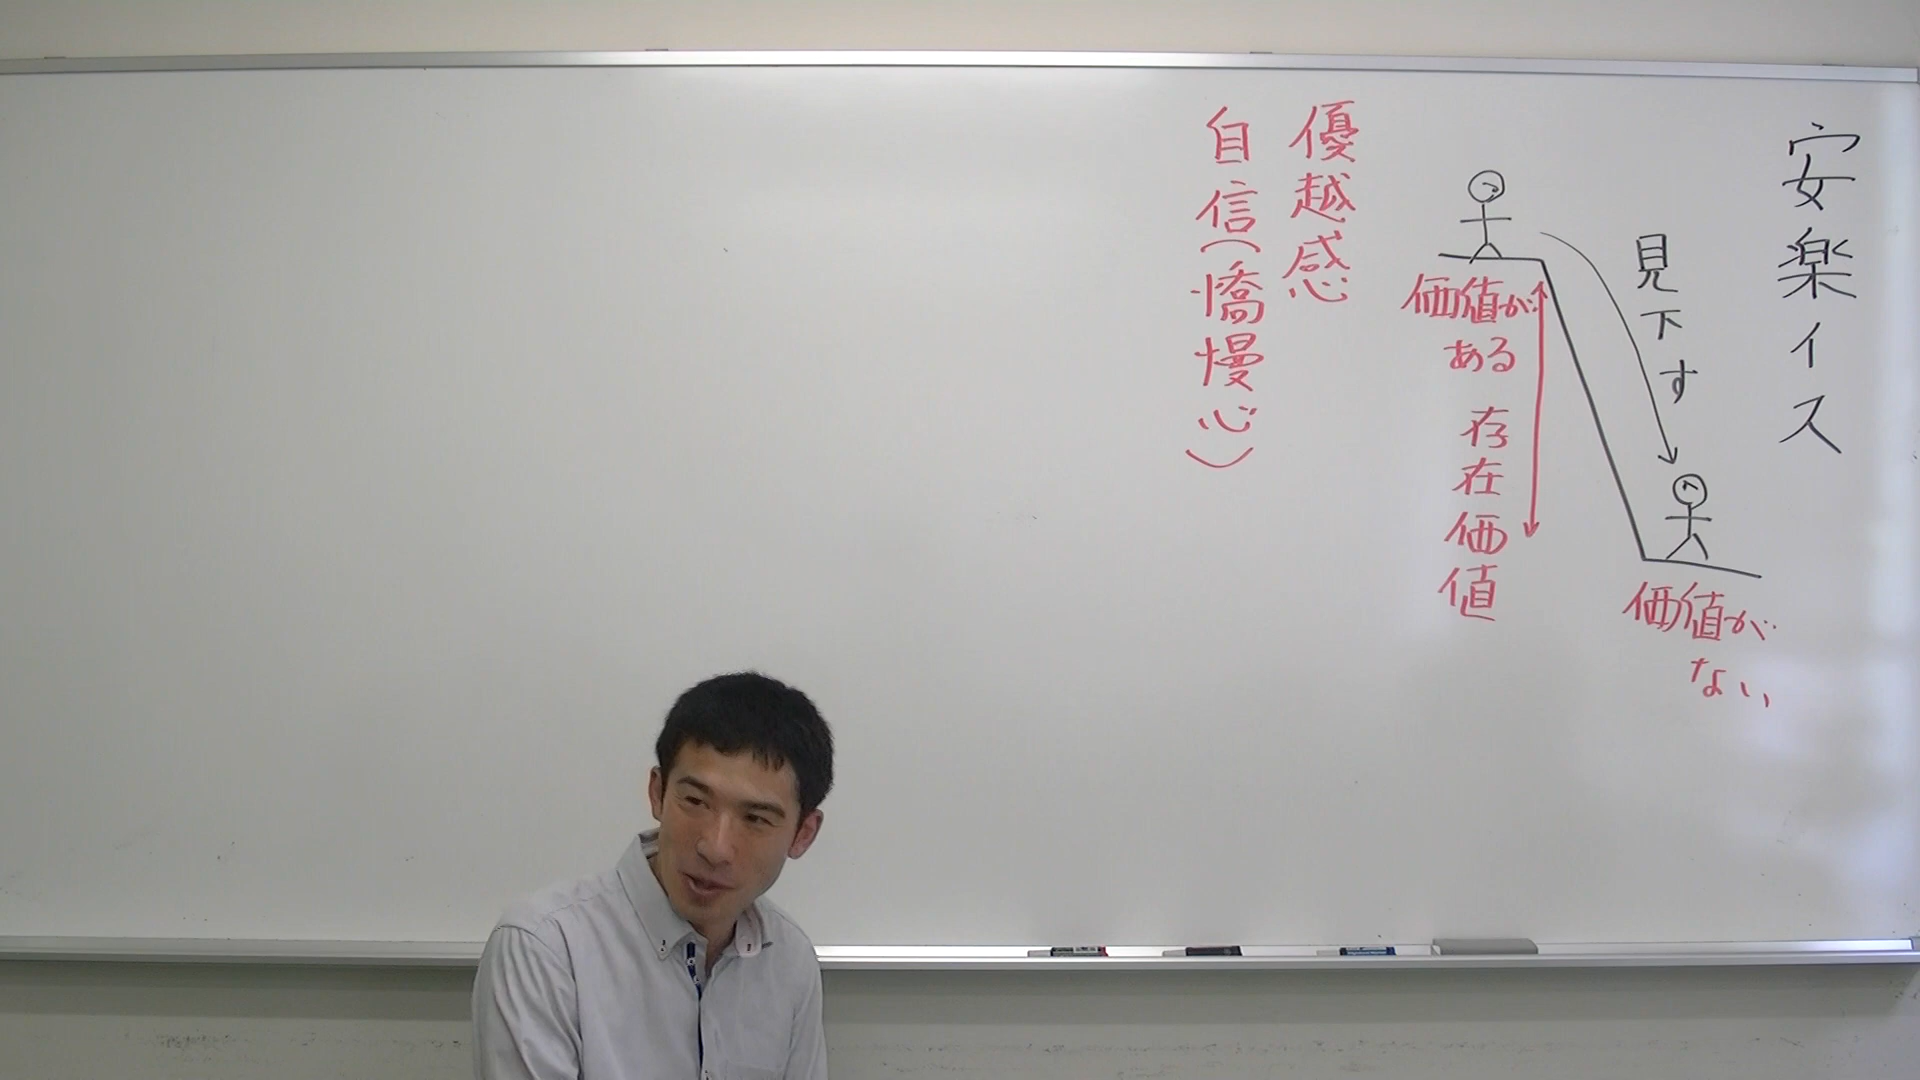 安楽イス
見下す
価値が
ない
価値が
ある
存在価値
優越感
自信(憍慢心)